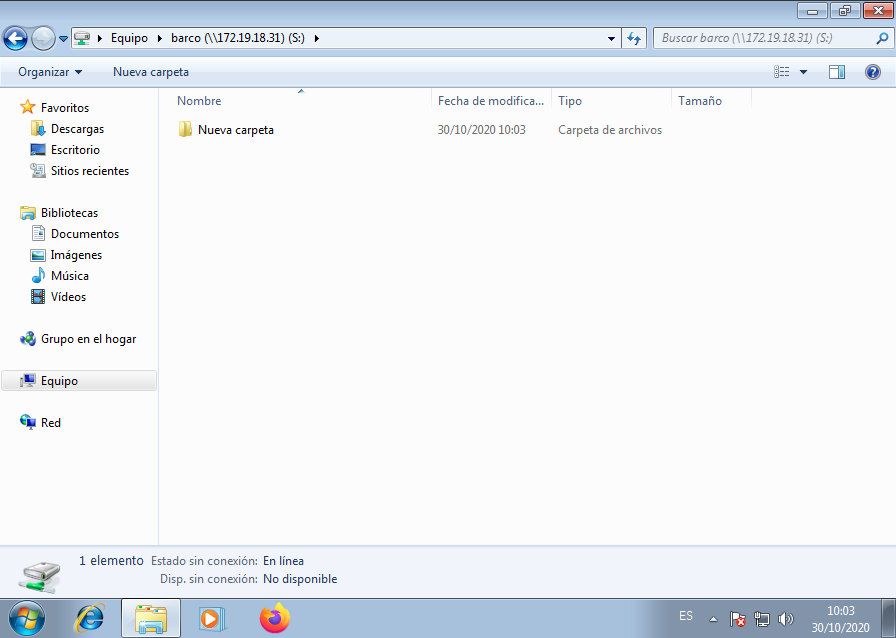 Equipo barco (\\172.19.18.31) (S:)
Buscar barco (\\172.19.18.31) (S:)
Organizar Nueva carpeta
Nombre Fecha de modifica... Tipo Tamaño
Nueva carpeta 30/10/2020 10:03 Carpeta de archivos
Favoritos
Descargas
Escritorio
Sitios recientes
Bibliotecas
Documentos
Imágenes
Música
Vídeos
Grupo en el hogar
Equipo
Red
1 elemento Estado sin conexión: En línea
Disp. sin conexión: No disponible
ES
10:03
30/10/2020